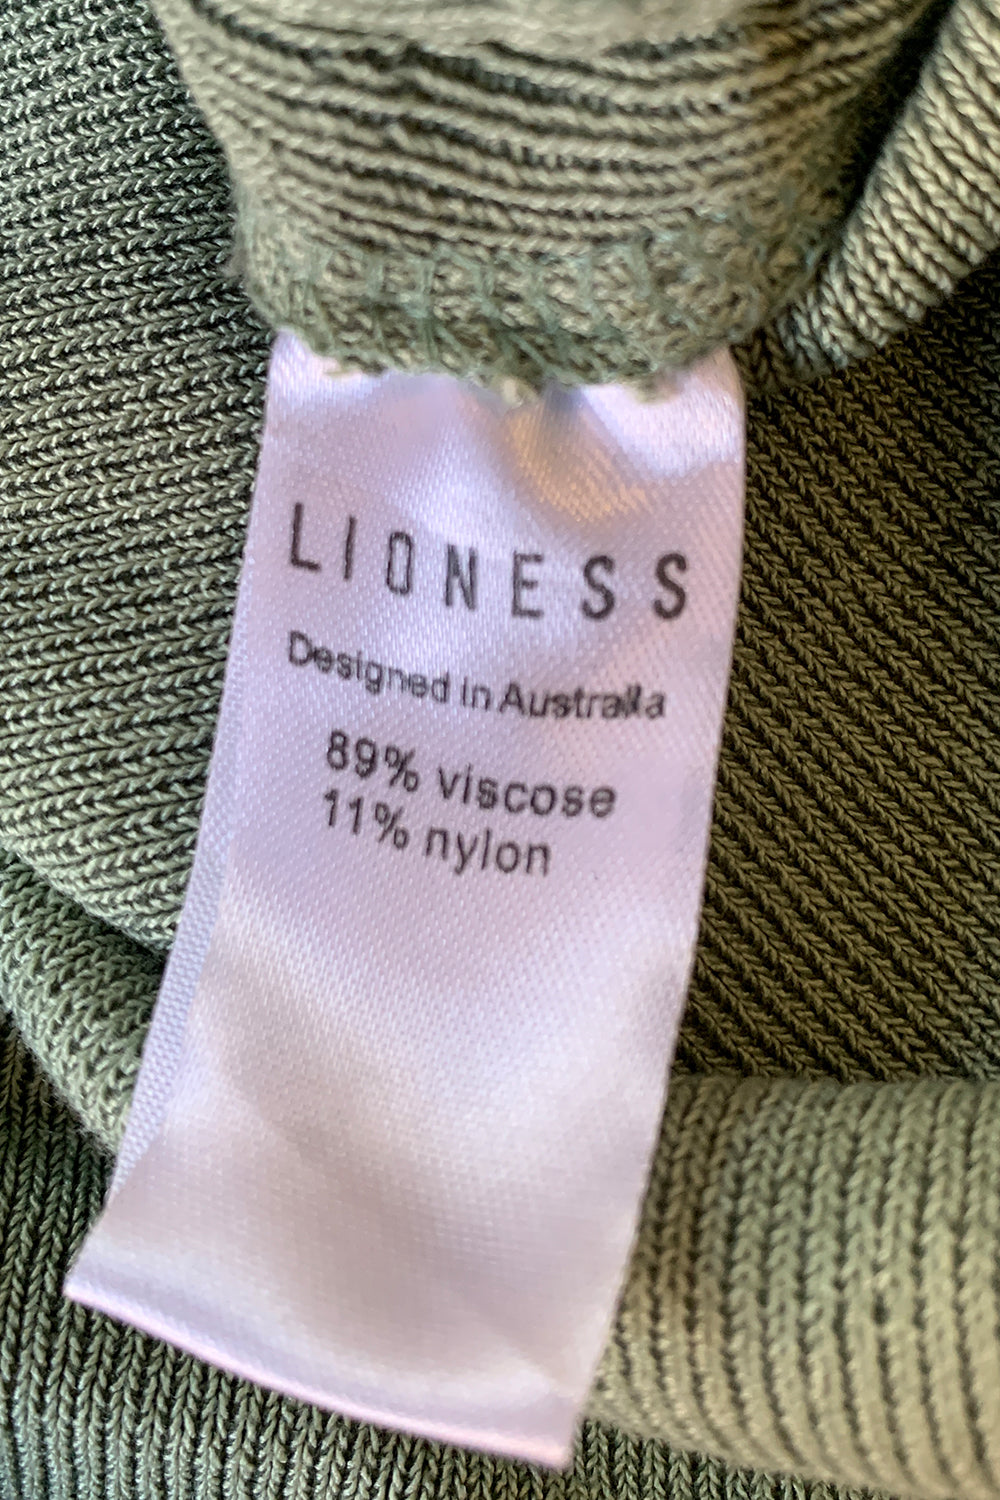 LIONESS
Designed in Australia
89% viscose
11% nylon